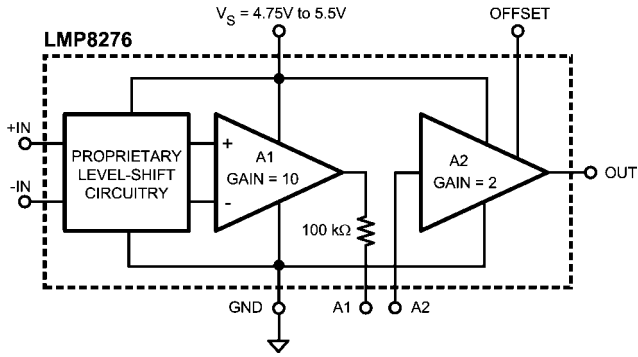 V_S = 4.75V to 5.5V
OFFSET
LMP8276
+IN
-IN
PROPRIETARY
LEVEL-SHIFT
CIRCUITRY
+
-
A1
GAIN = 10
A2
GAIN = 2
OUT
100 kΩ
GND
A1
A2